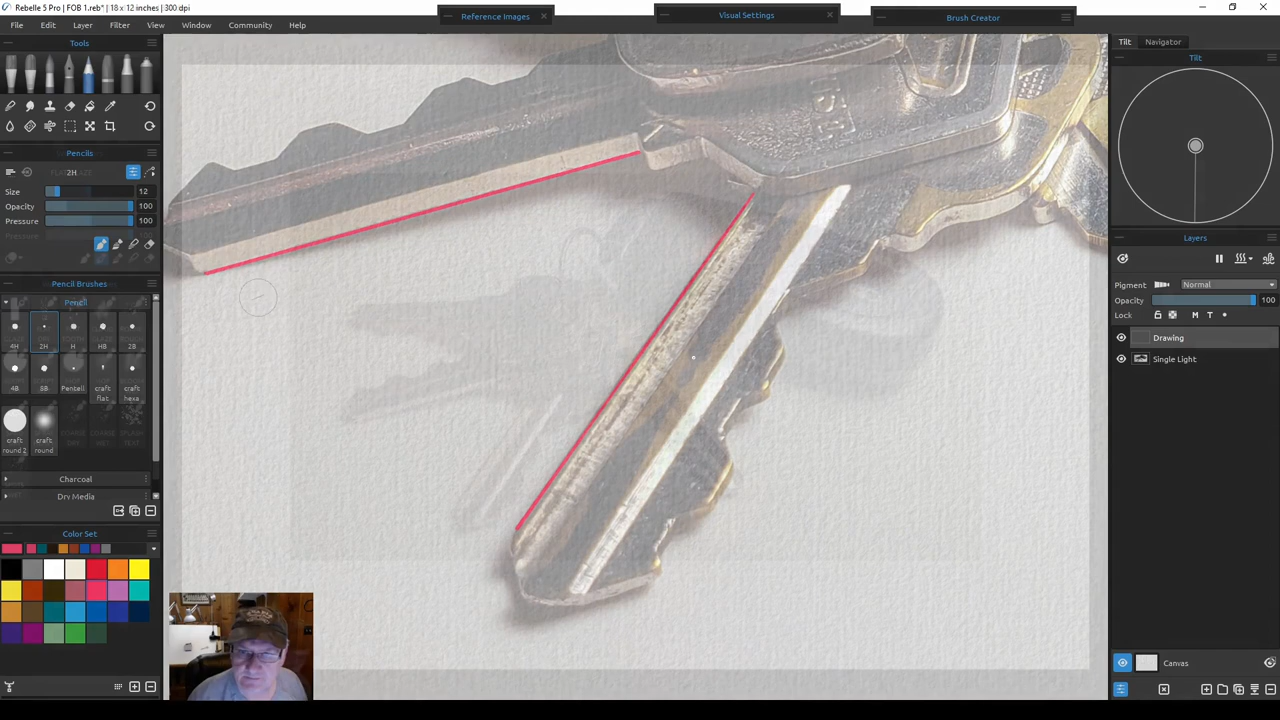 Rebelle 5 Pro | FOB 1.reb* | 18 x 12 inches | 300 dpi
Reference Images
Visual Settings
Brush Creator
File Edit Layer Filter View Window Community Help
Tools
Pencils
2H
Size 12
Opacity 100
Pressure 100
Pencil Brushes
Pencil
4H 2H H HB 2B
4B 8B Pentell craft flat craft hexa
craft round 2 craft round
Charcoal
Dry Media
Color Set
Tilt Navigator
Tilt
Layers
Pigment Normal
Opacity 100
Lock M T
Drawing
Single Light
Canvas